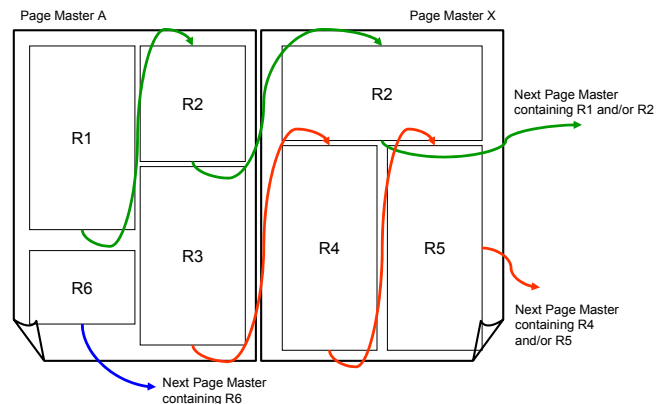 Page Master A
Page Master X
R1
R2
R3
R6
R2
R4
R5
Next Page Master
containing R1 and/or R2
Next Page Master
containing R4
and/or R5
Next Page Master
containing R6